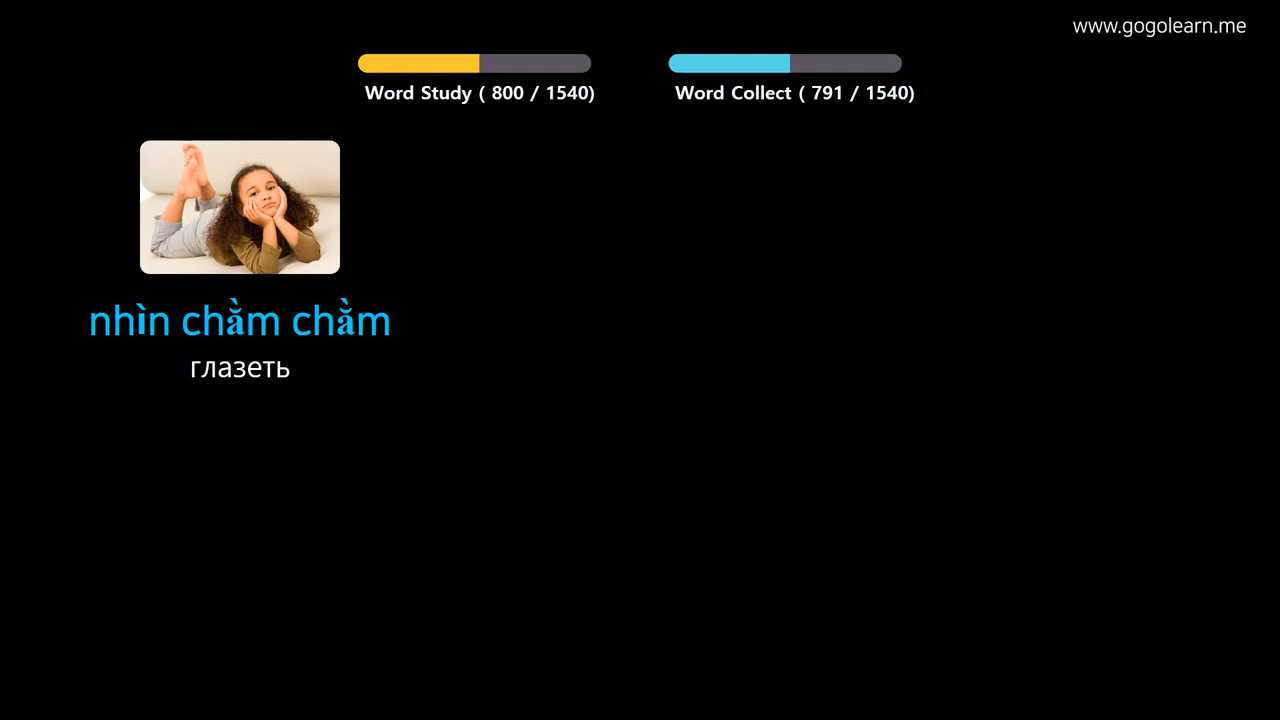 www.gogolearn.me
Word Study ( 800 / 1540)
Word Collect ( 791 / 1540)
nhìn chằm chằm
глазеть